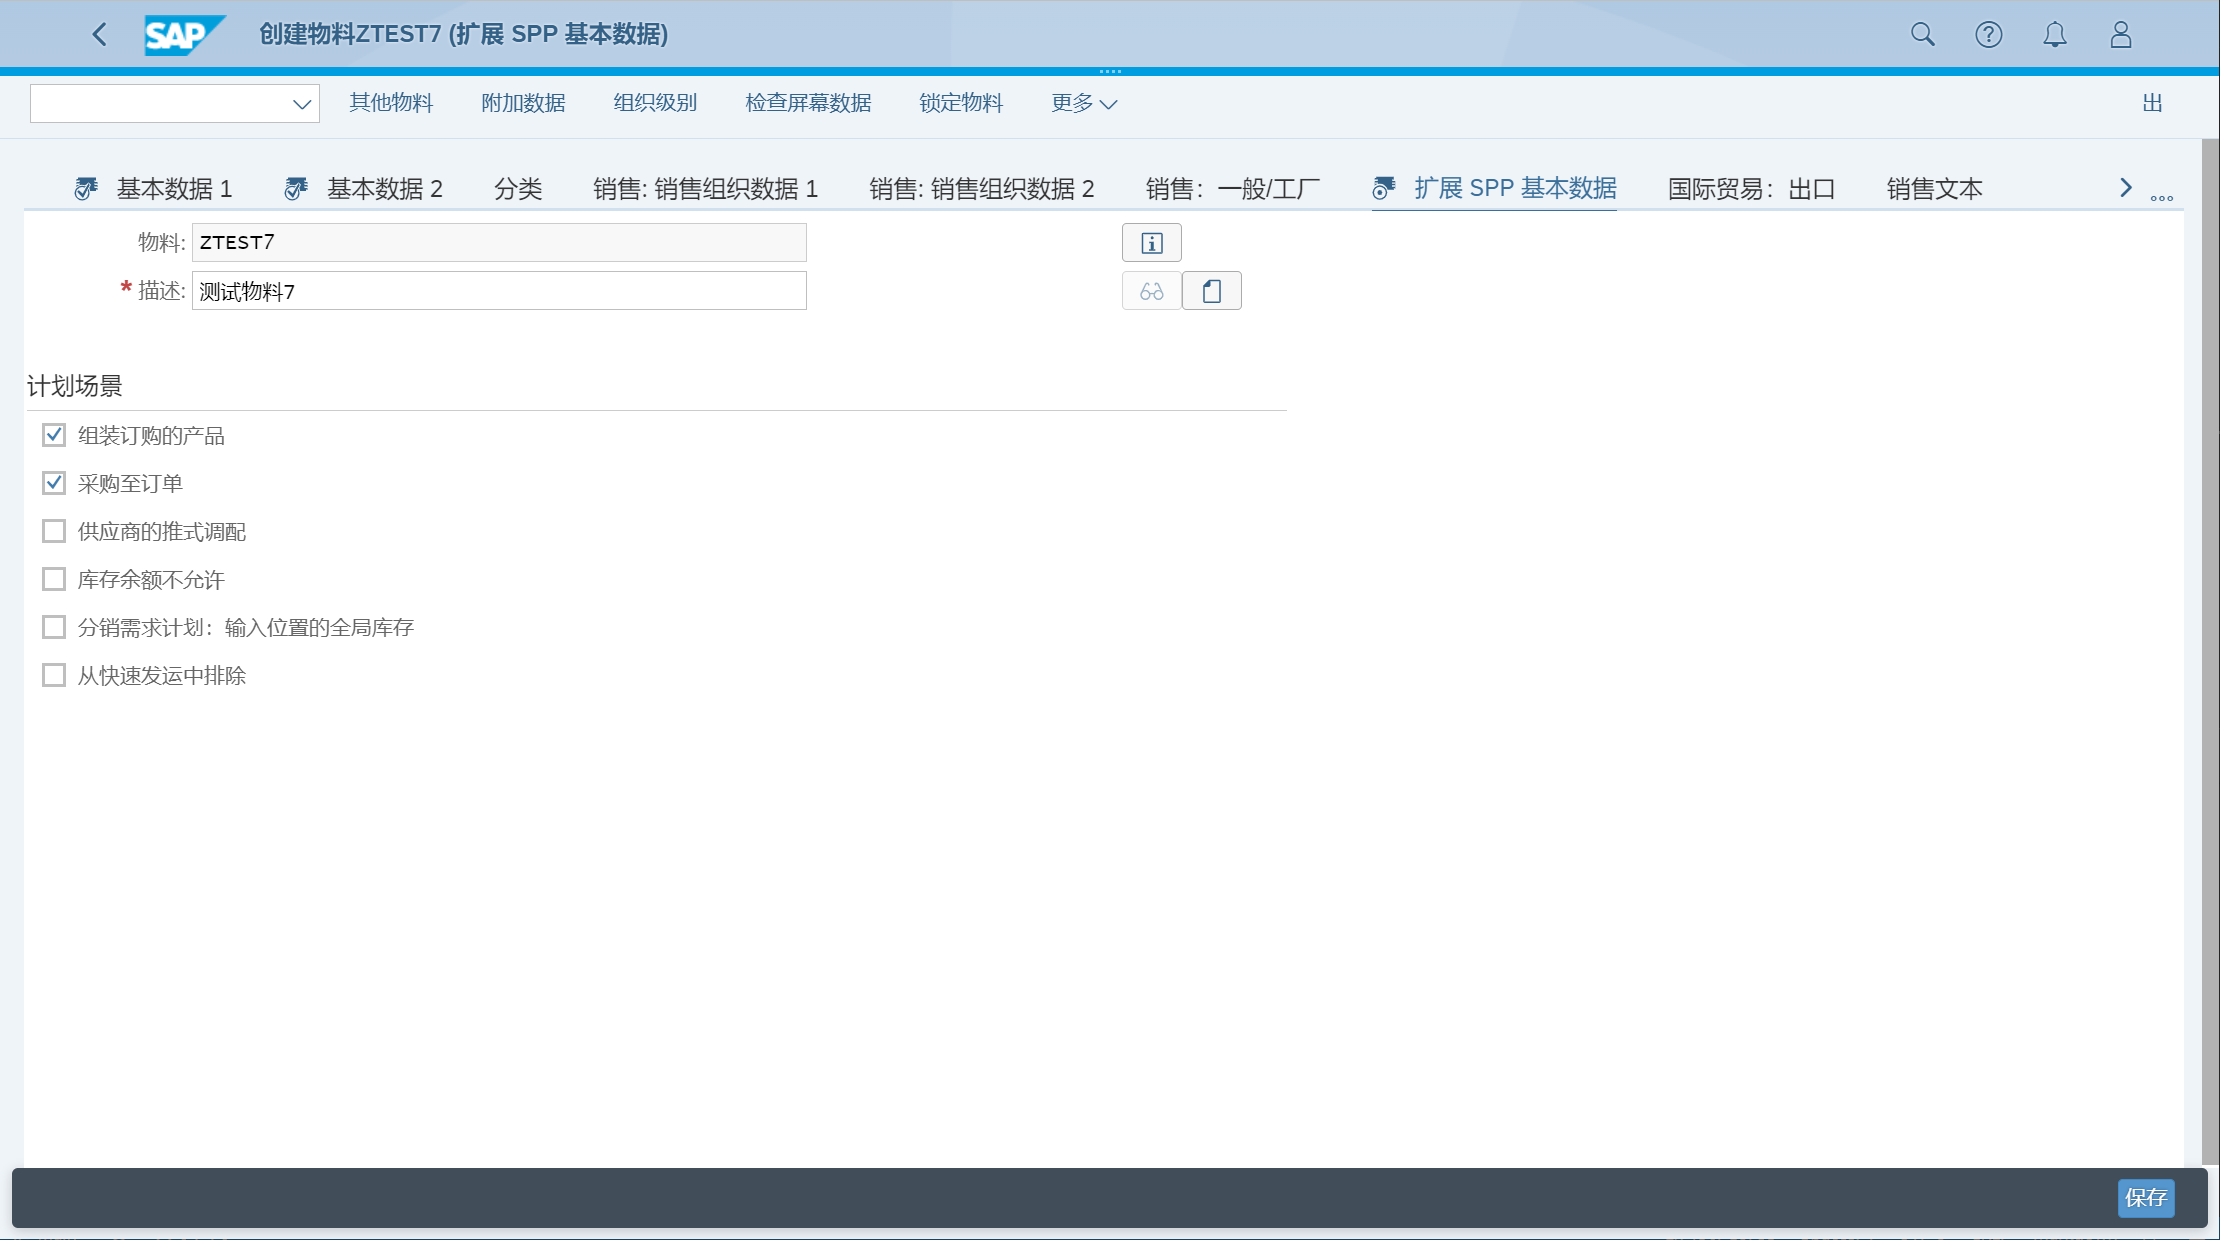 SAP 创建物料ZTEST7 (扩展 SPP 基本数据)
其他物料 附加数据 组织级别 检查屏幕数据 锁定物料 更多 出
基本数据 1 基本数据 2 分类 销售: 销售组织数据 1 销售: 销售组织数据 2 销售：一般/工厂 扩展 SPP 基本数据 国际贸易：出口 销售文本
物料: ZTEST7
* 描述: 测试物料7
计划场景
组装订购的产品
采购至订单
供应商的推式调配
库存余额不允许
分销需求计划：输入位置的全局库存
从快速发运中排除
保存